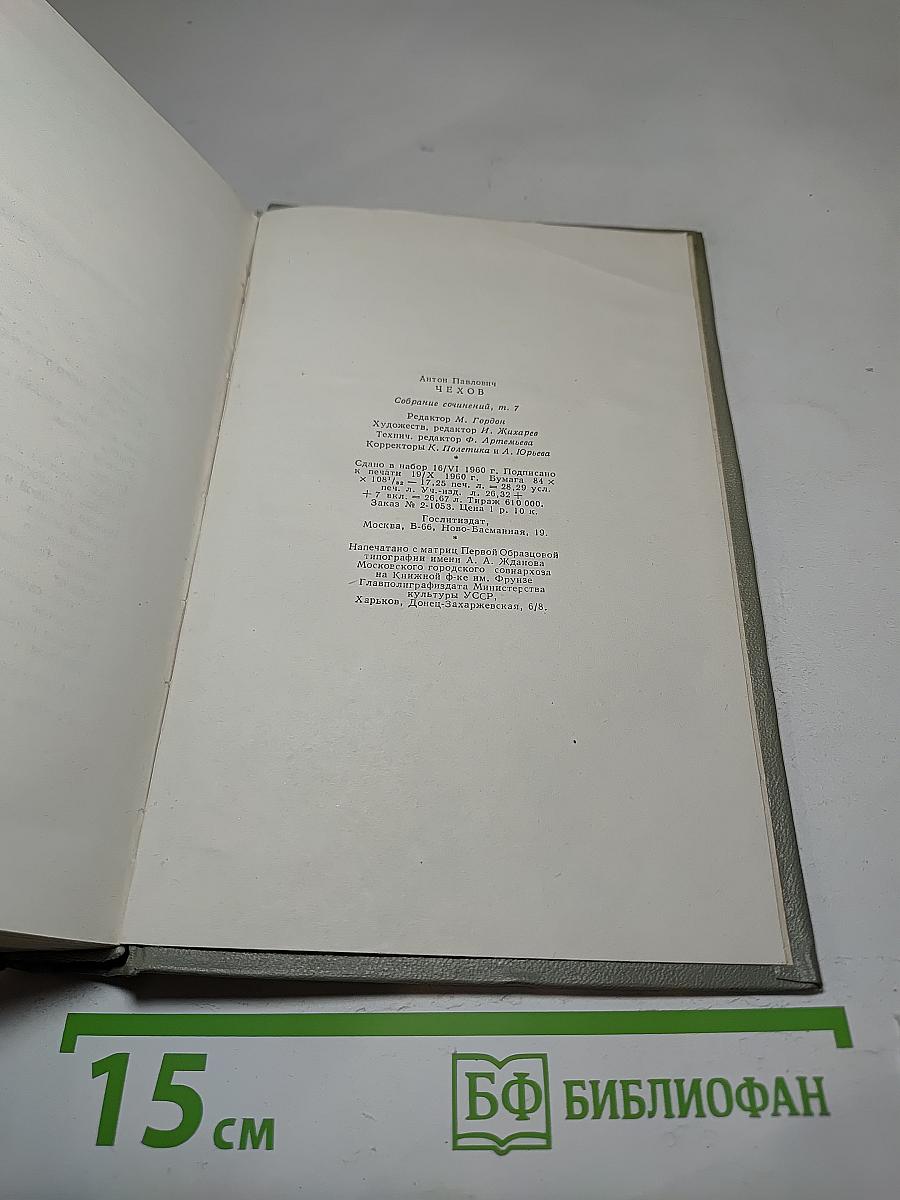 Антон Павлович
ЧЕХОВ
Собрание сочинений, т. 7
Редактор М. Гордон
Художеств. редактор И. Жихарев
Технич. редактор Ф. Артемьева
Корректоры К. Полетика и А. Юрьева
*
Сдано в набор 16/VI 1960 г. Подписано
к печати 19/X 1960 г. Бумага 84 ×
× 108¹/₃₂ — 17,25 печ. л. = 28,29 усл.
печ. л. Уч.-изд. л. 26,32 +
+ 7 вкл. = 26,67 л. Тираж 610 000.
Заказ № 2-1053. Цена 1 р. 10 к.
Гослитиздат,
Москва, В-66, Ново-Басманная, 19.
*
Напечатано с матриц Первой Образцовой
типографии имени А. А. Жданова
Московского городского совнархоза
на Книжной ф-ке им. Фрунзе
Главполиграфиздата Министерства
культуры УССР,
Харьков, Донец-Захаржевская, 6/8.
15 см
БФ БИБЛИОФАН